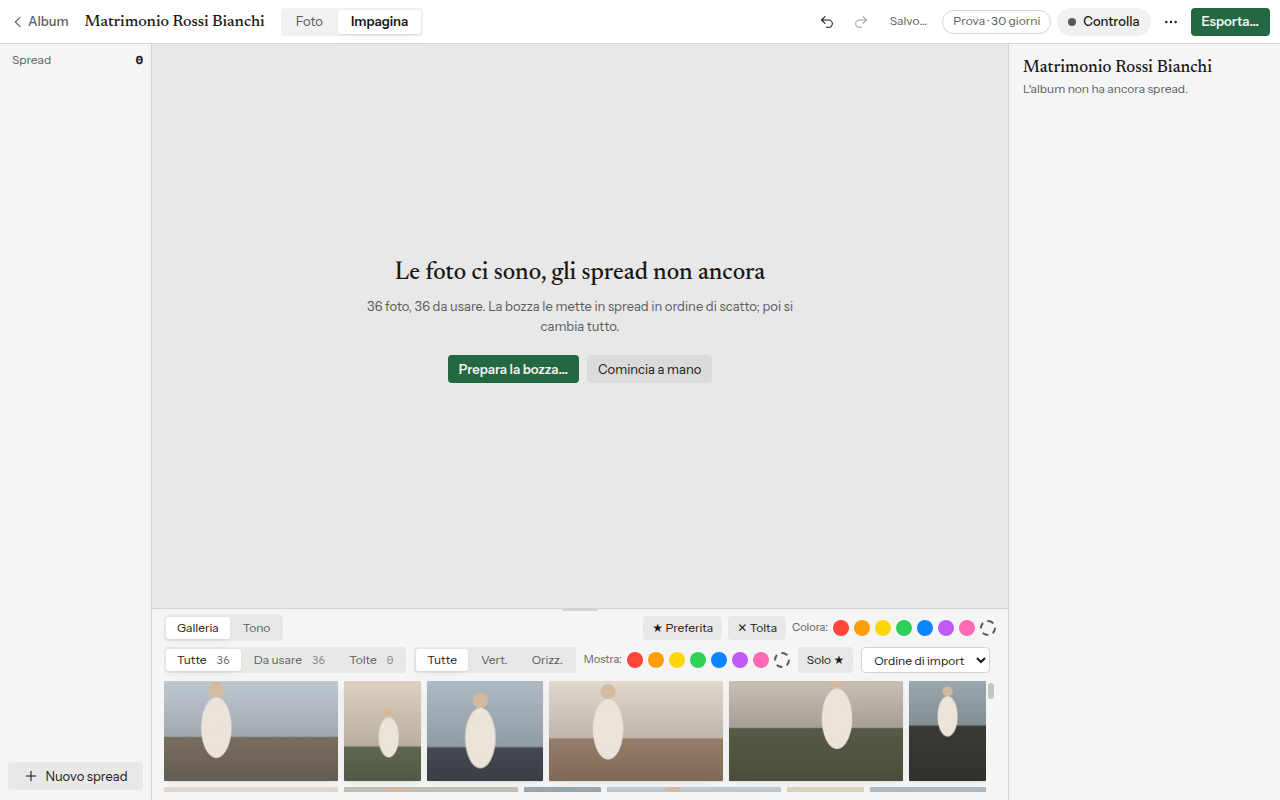 Album
Matrimonio Rossi Bianchi
Foto
Impagina
Salvo…
Prova · 30 giorni
Controlla
Esporta…
Spread
0
Matrimonio Rossi Bianchi
L'album non ha ancora spread.
Le foto ci sono, gli spread non ancora
36 foto, 36 da usare. La bozza le mette in spread in ordine di scatto; poi si
cambia tutto.
Prepara la bozza…
Comincia a mano
Galleria
Tono
★ Preferita
✕ Tolta
Colora:
Tutte 36
Da usare 36
Tolte 0
Tutte
Vert.
Orizz.
Mostra:
Solo ★
Ordine di import
+ Nuovo spread